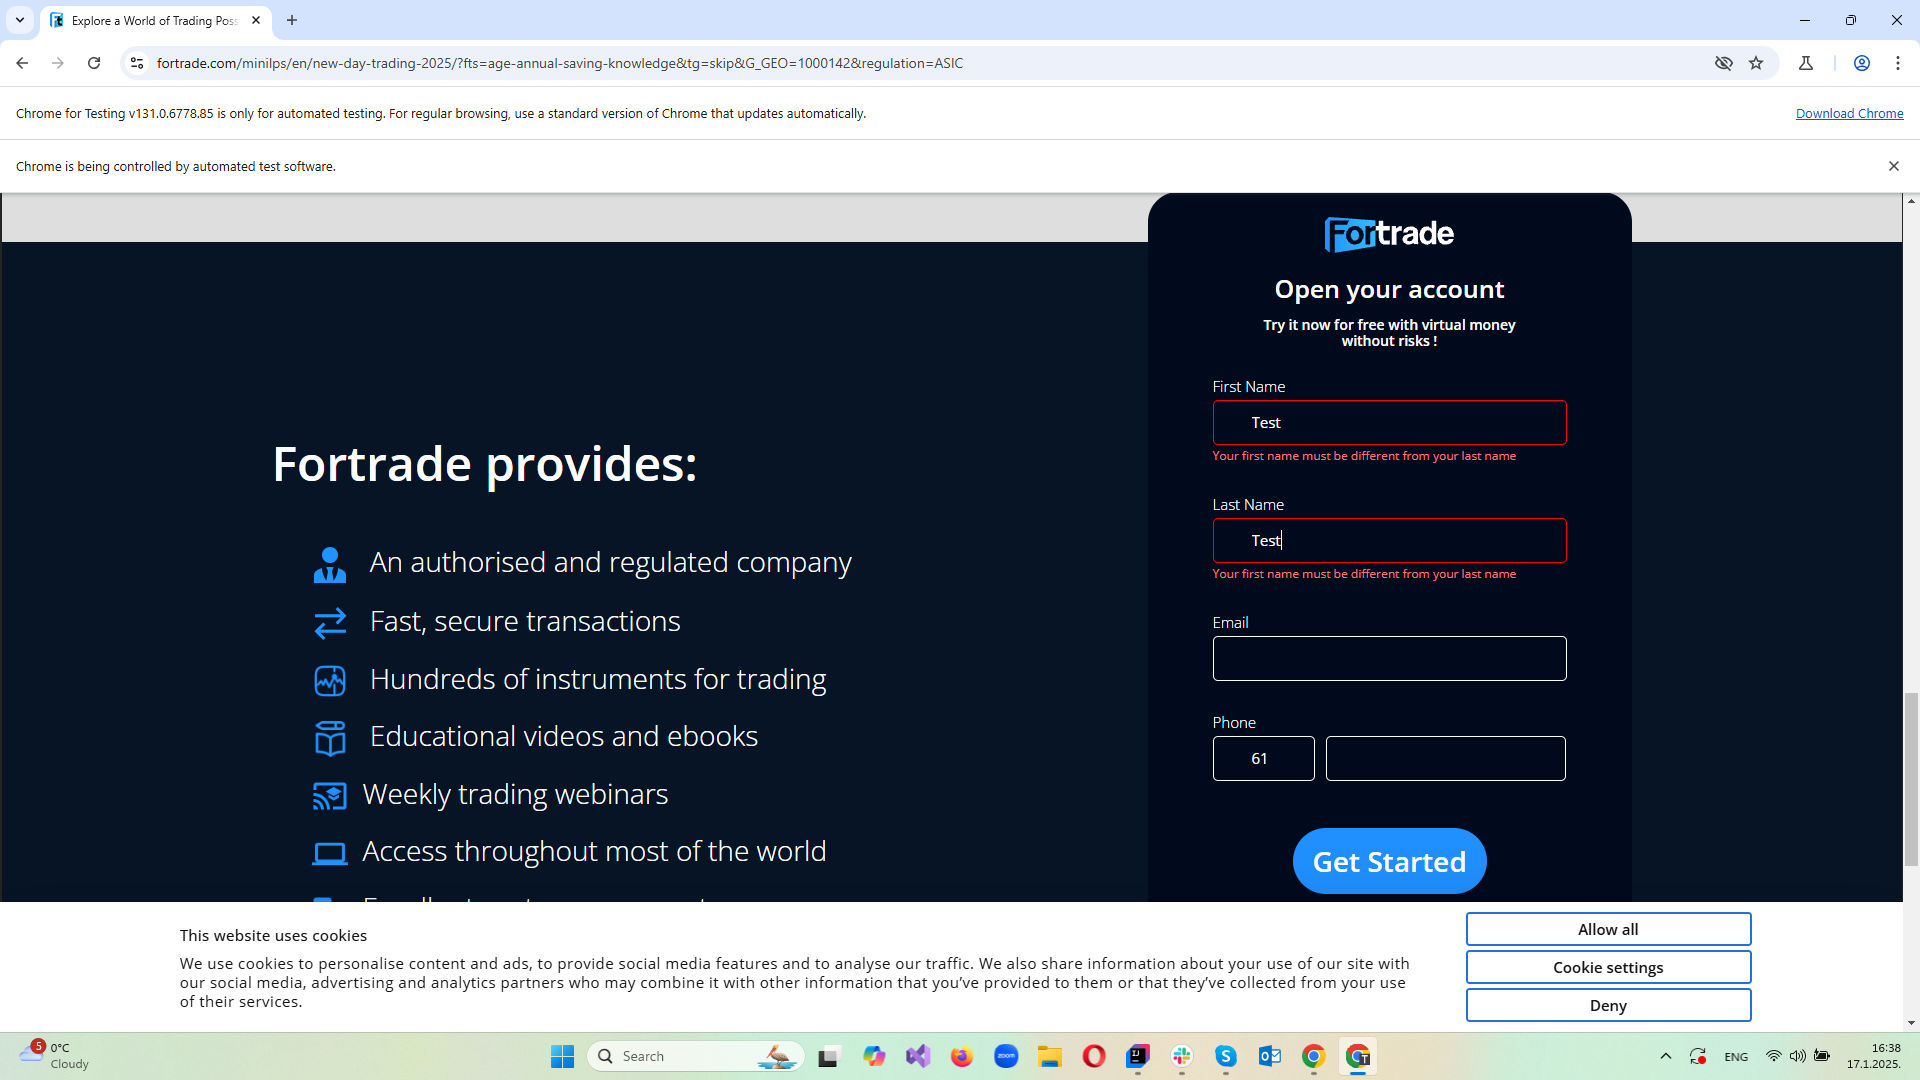 Explore a World of Trading Poss
fortrade.com/minilps/en/new-day-trading-2025/?fts=age-annual-saving-knowledge&tg=skip&G_GEO=1000142&regulation=ASIC
Chrome for Testing v131.0.6778.85 is only for automated testing. For regular browsing, use a standard version of Chrome that updates automatically.
Download Chrome
Chrome is being controlled by automated test software.
Fortrade
Open your account
Try it now for free with virtual money
without risks !
First Name
Test
Your first name must be different from your last name
Last Name
Test
Your first name must be different from your last name
Email
Phone
61
Get Started
Fortrade provides:
An authorised and regulated company
Fast, secure transactions
Hundreds of instruments for trading
Educational videos and ebooks
Weekly trading webinars
Access throughout most of the world
This website uses cookies
We use cookies to personalise content and ads, to provide social media features and to analyse our traffic. We also share information about your use of our site with
our social media, advertising and analytics partners who may combine it with other information that you've provided to them or that they've collected from your use
of their services.
Allow all
Cookie settings
Deny
5
0°C
Cloudy
Search
zoom
ENG
16:38
17.1.2025.